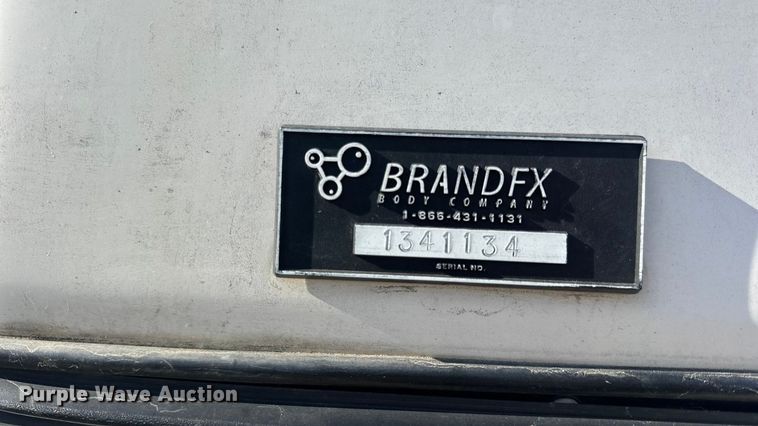 BRANDFX
BODY COMPANY
1-866-431-1131
1341134
SERIAL NO.
Purple Wave Auction